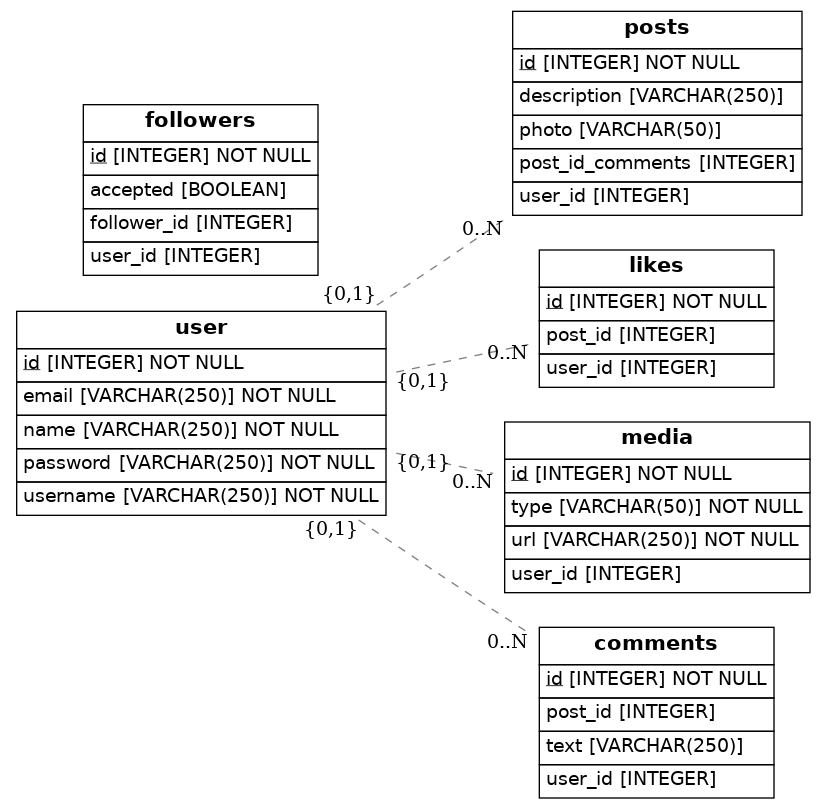 followers
id [INTEGER] NOT NULL
accepted [BOOLEAN]
follower_id [INTEGER]
user_id [INTEGER]
user
id [INTEGER] NOT NULL
email [VARCHAR(250)] NOT NULL
name [VARCHAR(250)] NOT NULL
password [VARCHAR(250)] NOT NULL
username [VARCHAR(250)] NOT NULL
{0,1}
0..N
{0,1}
0..N
{0,1}
0..N
{0,1}
0..N
posts
id [INTEGER] NOT NULL
description [VARCHAR(250)]
photo [VARCHAR(50)]
post_id_comments [INTEGER]
user_id [INTEGER]
likes
id [INTEGER] NOT NULL
post_id [INTEGER]
user_id [INTEGER]
media
id [INTEGER] NOT NULL
type [VARCHAR(50)] NOT NULL
url [VARCHAR(250)] NOT NULL
user_id [INTEGER]
comments
id [INTEGER] NOT NULL
post_id [INTEGER]
text [VARCHAR(250)]
user_id [INTEGER]